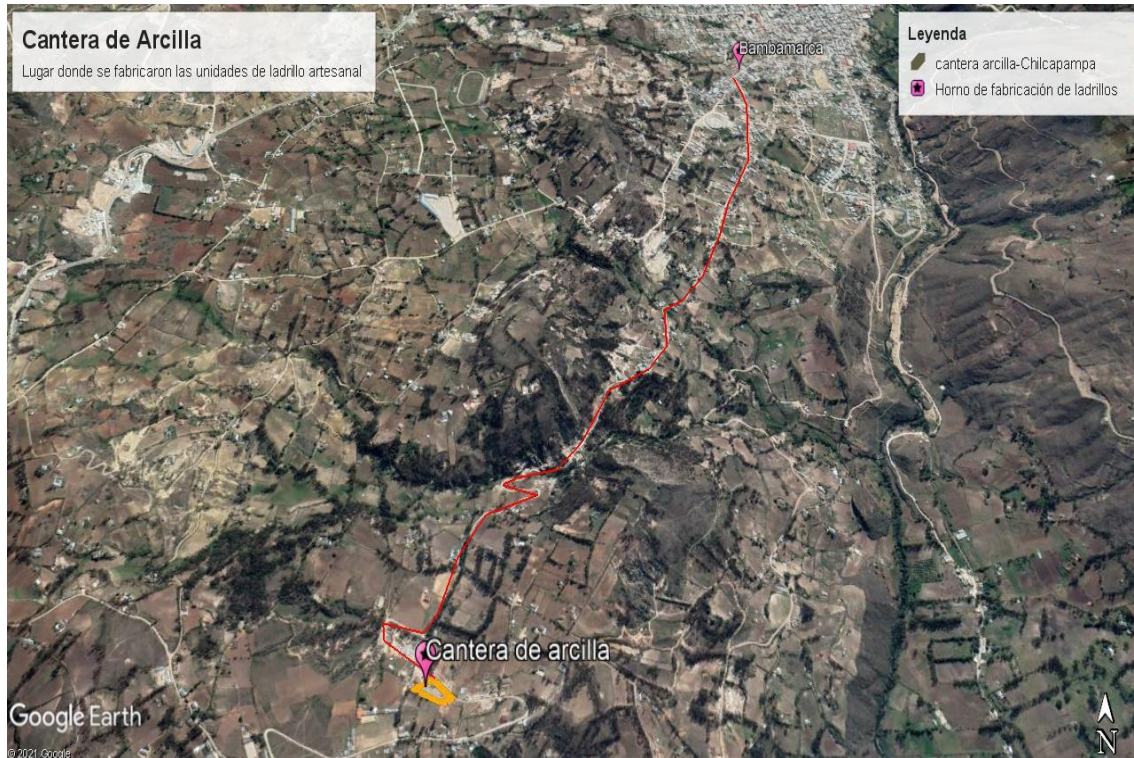 Cantera de Arcilla
Lugar donde se fabricaron las unidades de ladrillo artesanal
Bambamarca
Leyenda
cantera arcilla-Chilcapampa
Horno de fabricación de ladrillos
Cantera de arcilla
Google Earth
© 2021 Google
N